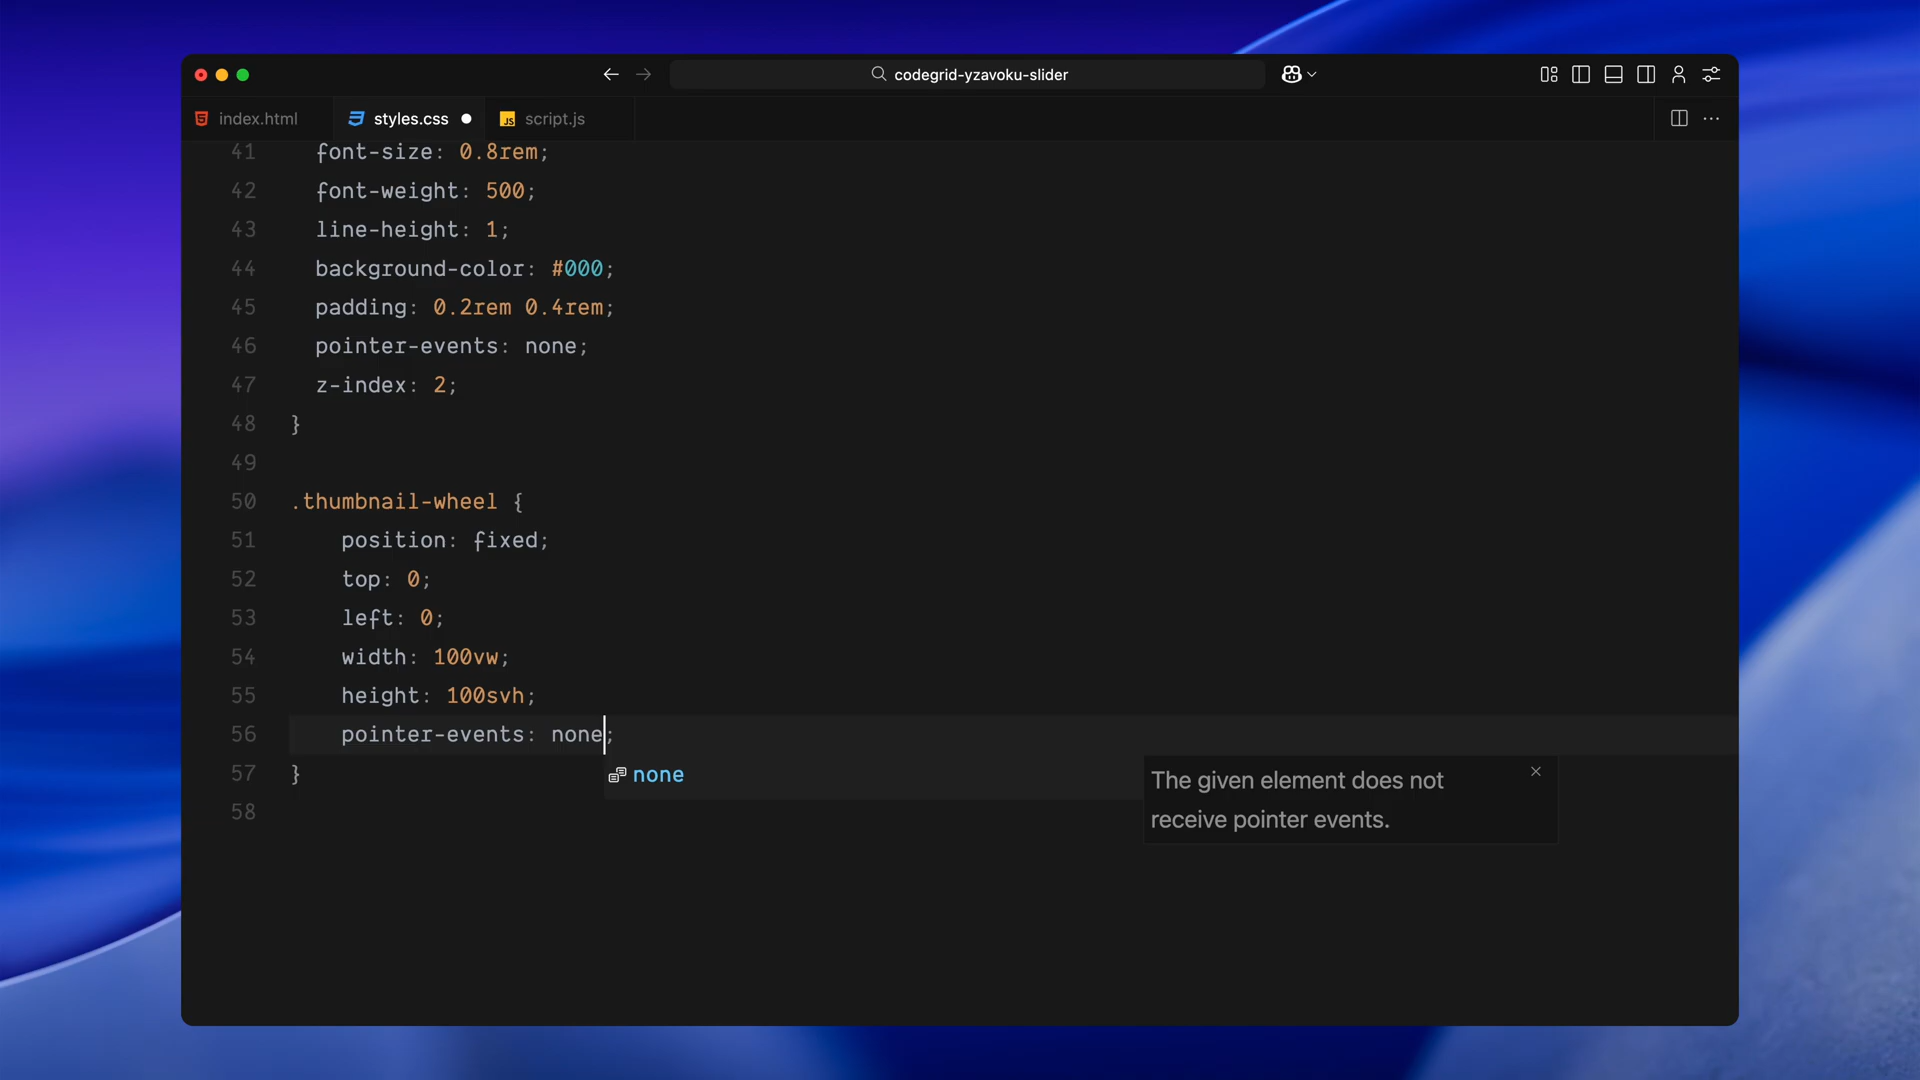 codegrid-yzavoku-slider
index.html
styles.css
JS script.js
41 font-size: 0.8rem;
42 font-weight: 500;
43 line-height: 1;
44 background-color: #000;
45 padding: 0.2rem 0.4rem;
46 pointer-events: none;
47 z-index: 2;
48 }
49
50 .thumbnail-wheel {
51 position: fixed;
52 top: 0;
53 left: 0;
54 width: 100vw;
55 height: 100svh;
56 pointer-events: none;
57 }
none
The given element does not
receive pointer events.
58